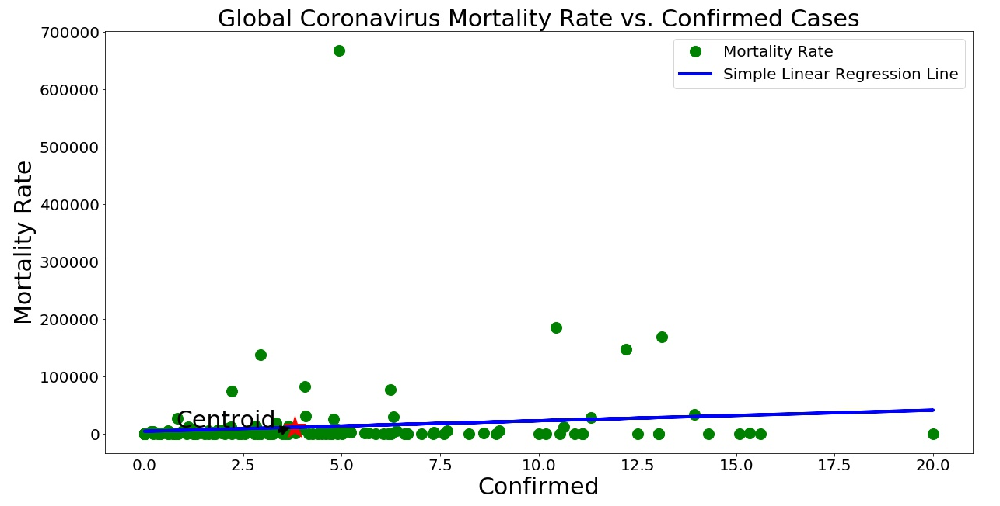 Global Coronavirus Mortality Rate vs. Confirmed Cases
700000
600000
500000
400000
300000
200000
100000
0
Mortality Rate
Mortality Rate
Simple Linear Regression Line
Centroid
0.0 2.5 5.0 7.5 10.0 12.5 15.0 17.5 20.0
Confirmed